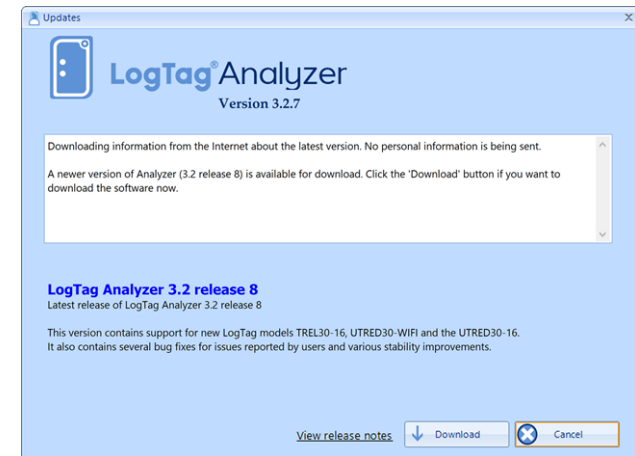 Updates
x
LogTag® Analyzer
Version 3.2.7
Downloading information from the Internet about the latest version. No personal information is being sent.
A newer version of Analyzer (3.2 release 8) is available for download. Click the 'Download' button if you want to
download the software now.
LogTag Analyzer 3.2 release 8
Latest release of LogTag Analyzer 3.2 release 8
This version contains support for new LogTag models TREL30-16, UTRED30-WIFI and the UTRED30-16.
It also contains several bug fixes for issues reported by users and various stability improvements.
View release notes Download Cancel